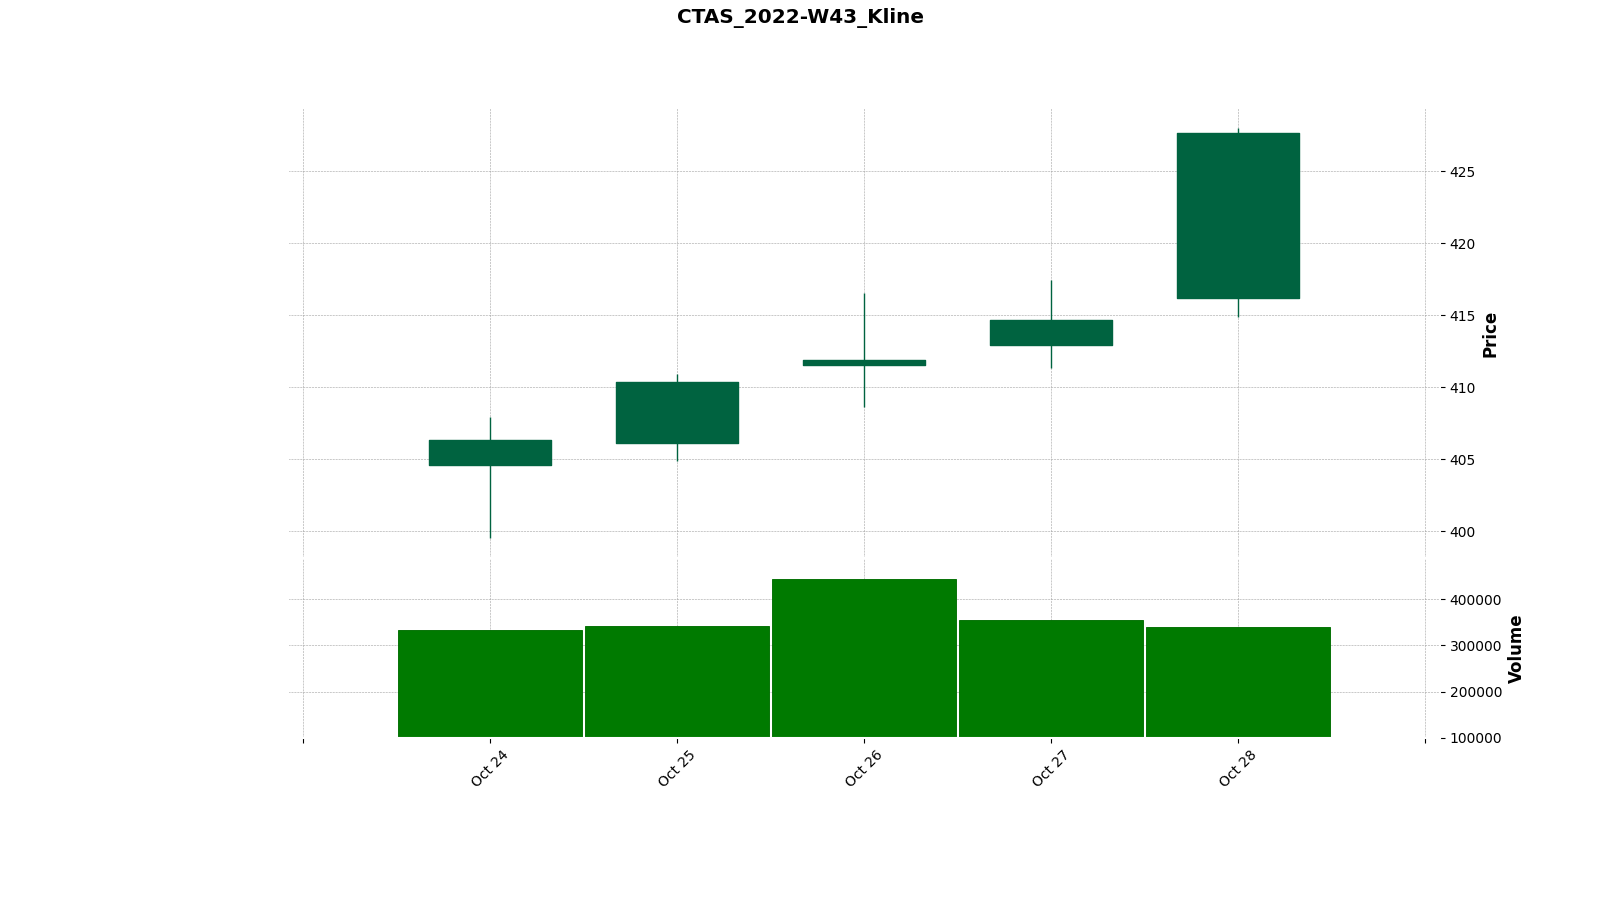 CTAS_2022-W43_Kline
425
420
415
410
405
400
Price
400000
300000
200000
100000
Volume
Oct 24
Oct 25
Oct 26
Oct 27
Oct 28